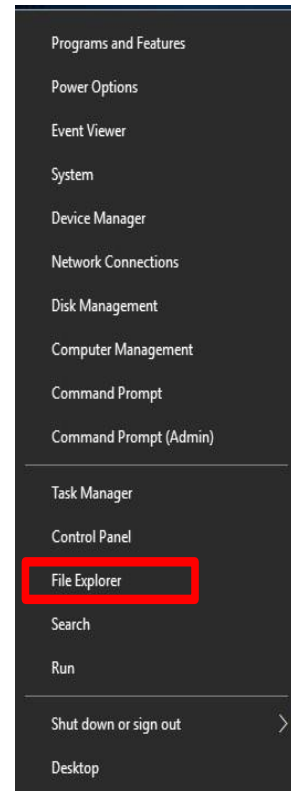 Programs and Features
Power Options
Event Viewer
System
Device Manager
Network Connections
Disk Management
Computer Management
Command Prompt
Command Prompt (Admin)
Task Manager
Control Panel
File Explorer
Search
Run
Shut down or sign out
Desktop